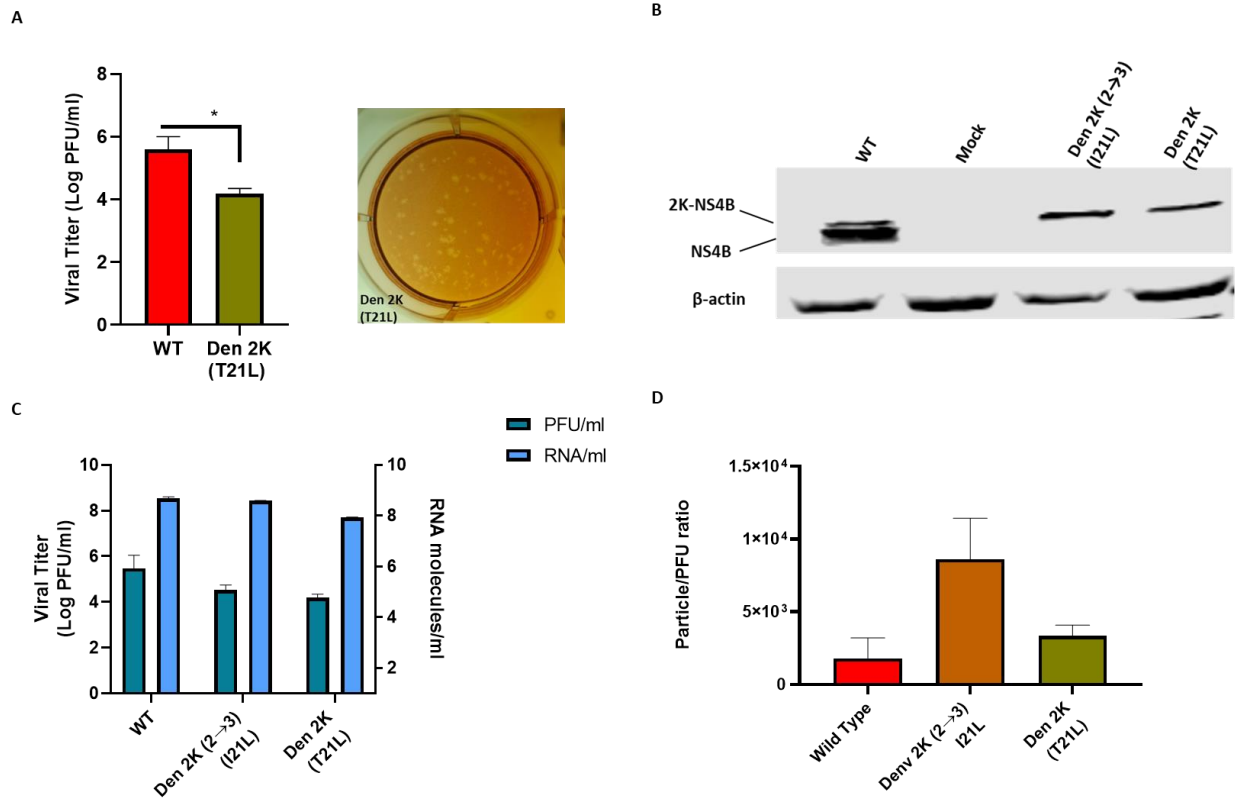 A
8
6
4
2
0
Viral Titer (Log PFU/ml)
*
WT
Den 2K
(T21L)
Den 2K
(T21L)
B
WT
Mock
Den 2K (2→3)
(I21L)
Den 2K
(T21L)
2K-NS4B
NS4B
β-actin
C
PFU/ml
RNA/ml
10
8
6
4
2
0
Viral Titer
(Log PFU/ml)
10
8
6
4
2
RNA molecules/ml
WT
Den 2K (2→3)
(I21L)
Den 2K
(T21L)
D
1.5×10⁴
1×10⁴
5×10³
0
Particle/PFU ratio
Wild Type
Denv 2K (2→3)
I21L
Den 2K
(T21L)